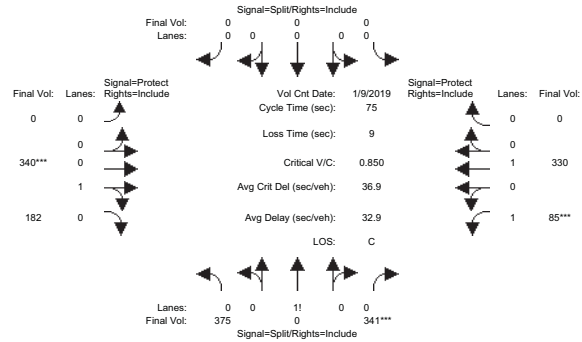 Signal=Split/Rights=Include
Final Vol: 0 0 0
Lanes: 0 0 0 0 0
Signal=Protect Signal=Protect
Final Vol: Lanes: Rights=Include Vol Cnt Date: 1/9/2019 Rights=Include Lanes: Final Vol:
Cycle Time (sec): 75
0 0 0 0
Loss Time (sec): 9
0 0
340*** 0 Critical V/C: 0.850 1 330
1 Avg Crit Del (sec/veh): 36.9 0
182 0 Avg Delay (sec/veh): 32.9 1 85***
LOS: C
Lanes: 0 0 1! 0 0
Final Vol: 375 0 341***
Signal=Split/Rights=Include